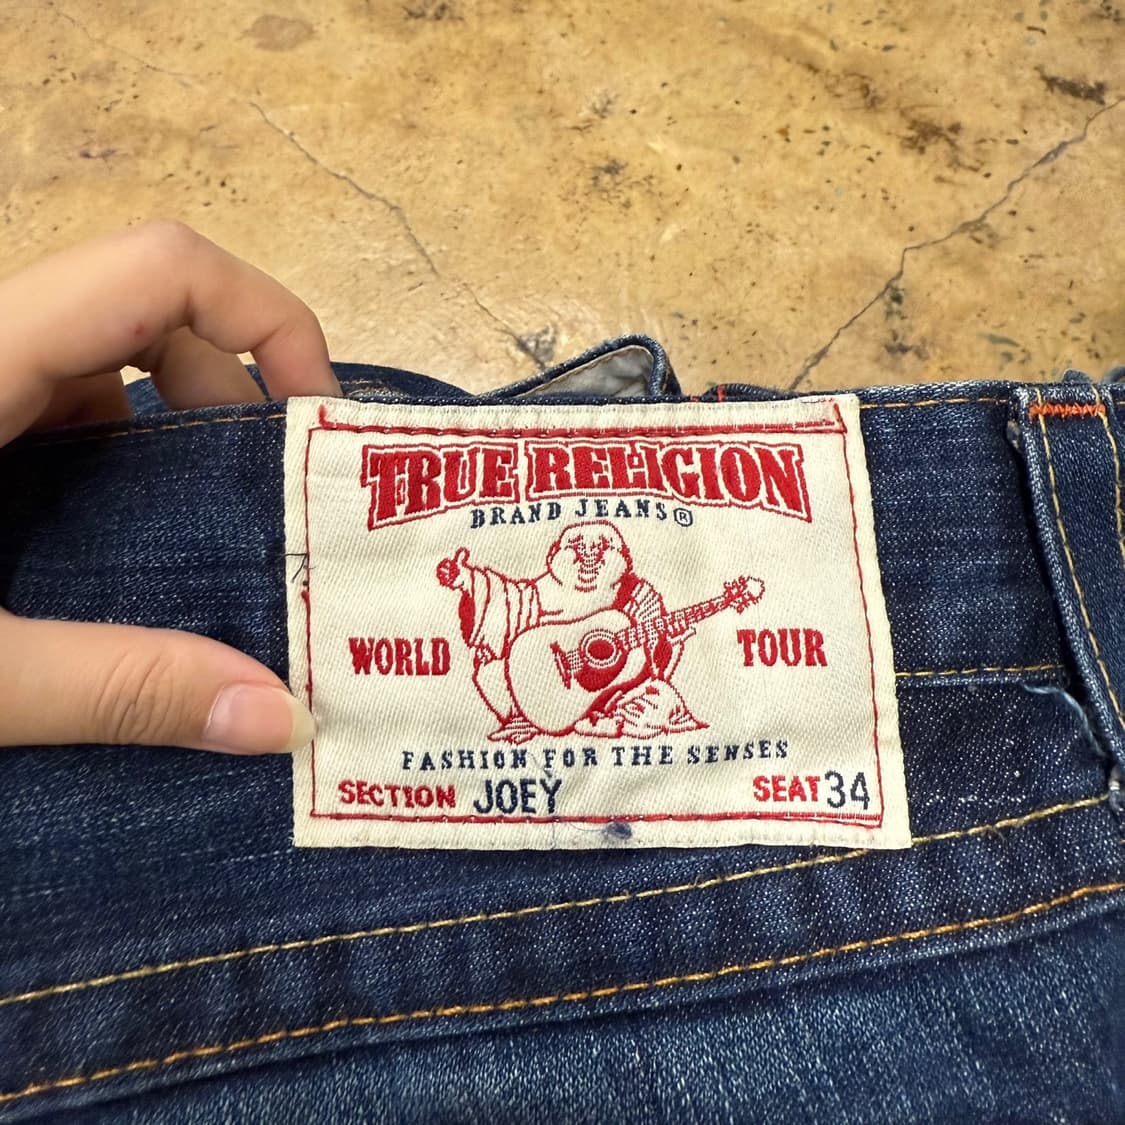 TRUE RELIGION
BRAND JEANS®
WORLD TOUR
FASHION FOR THE SENSES
SECTION JOEY SEAT 34